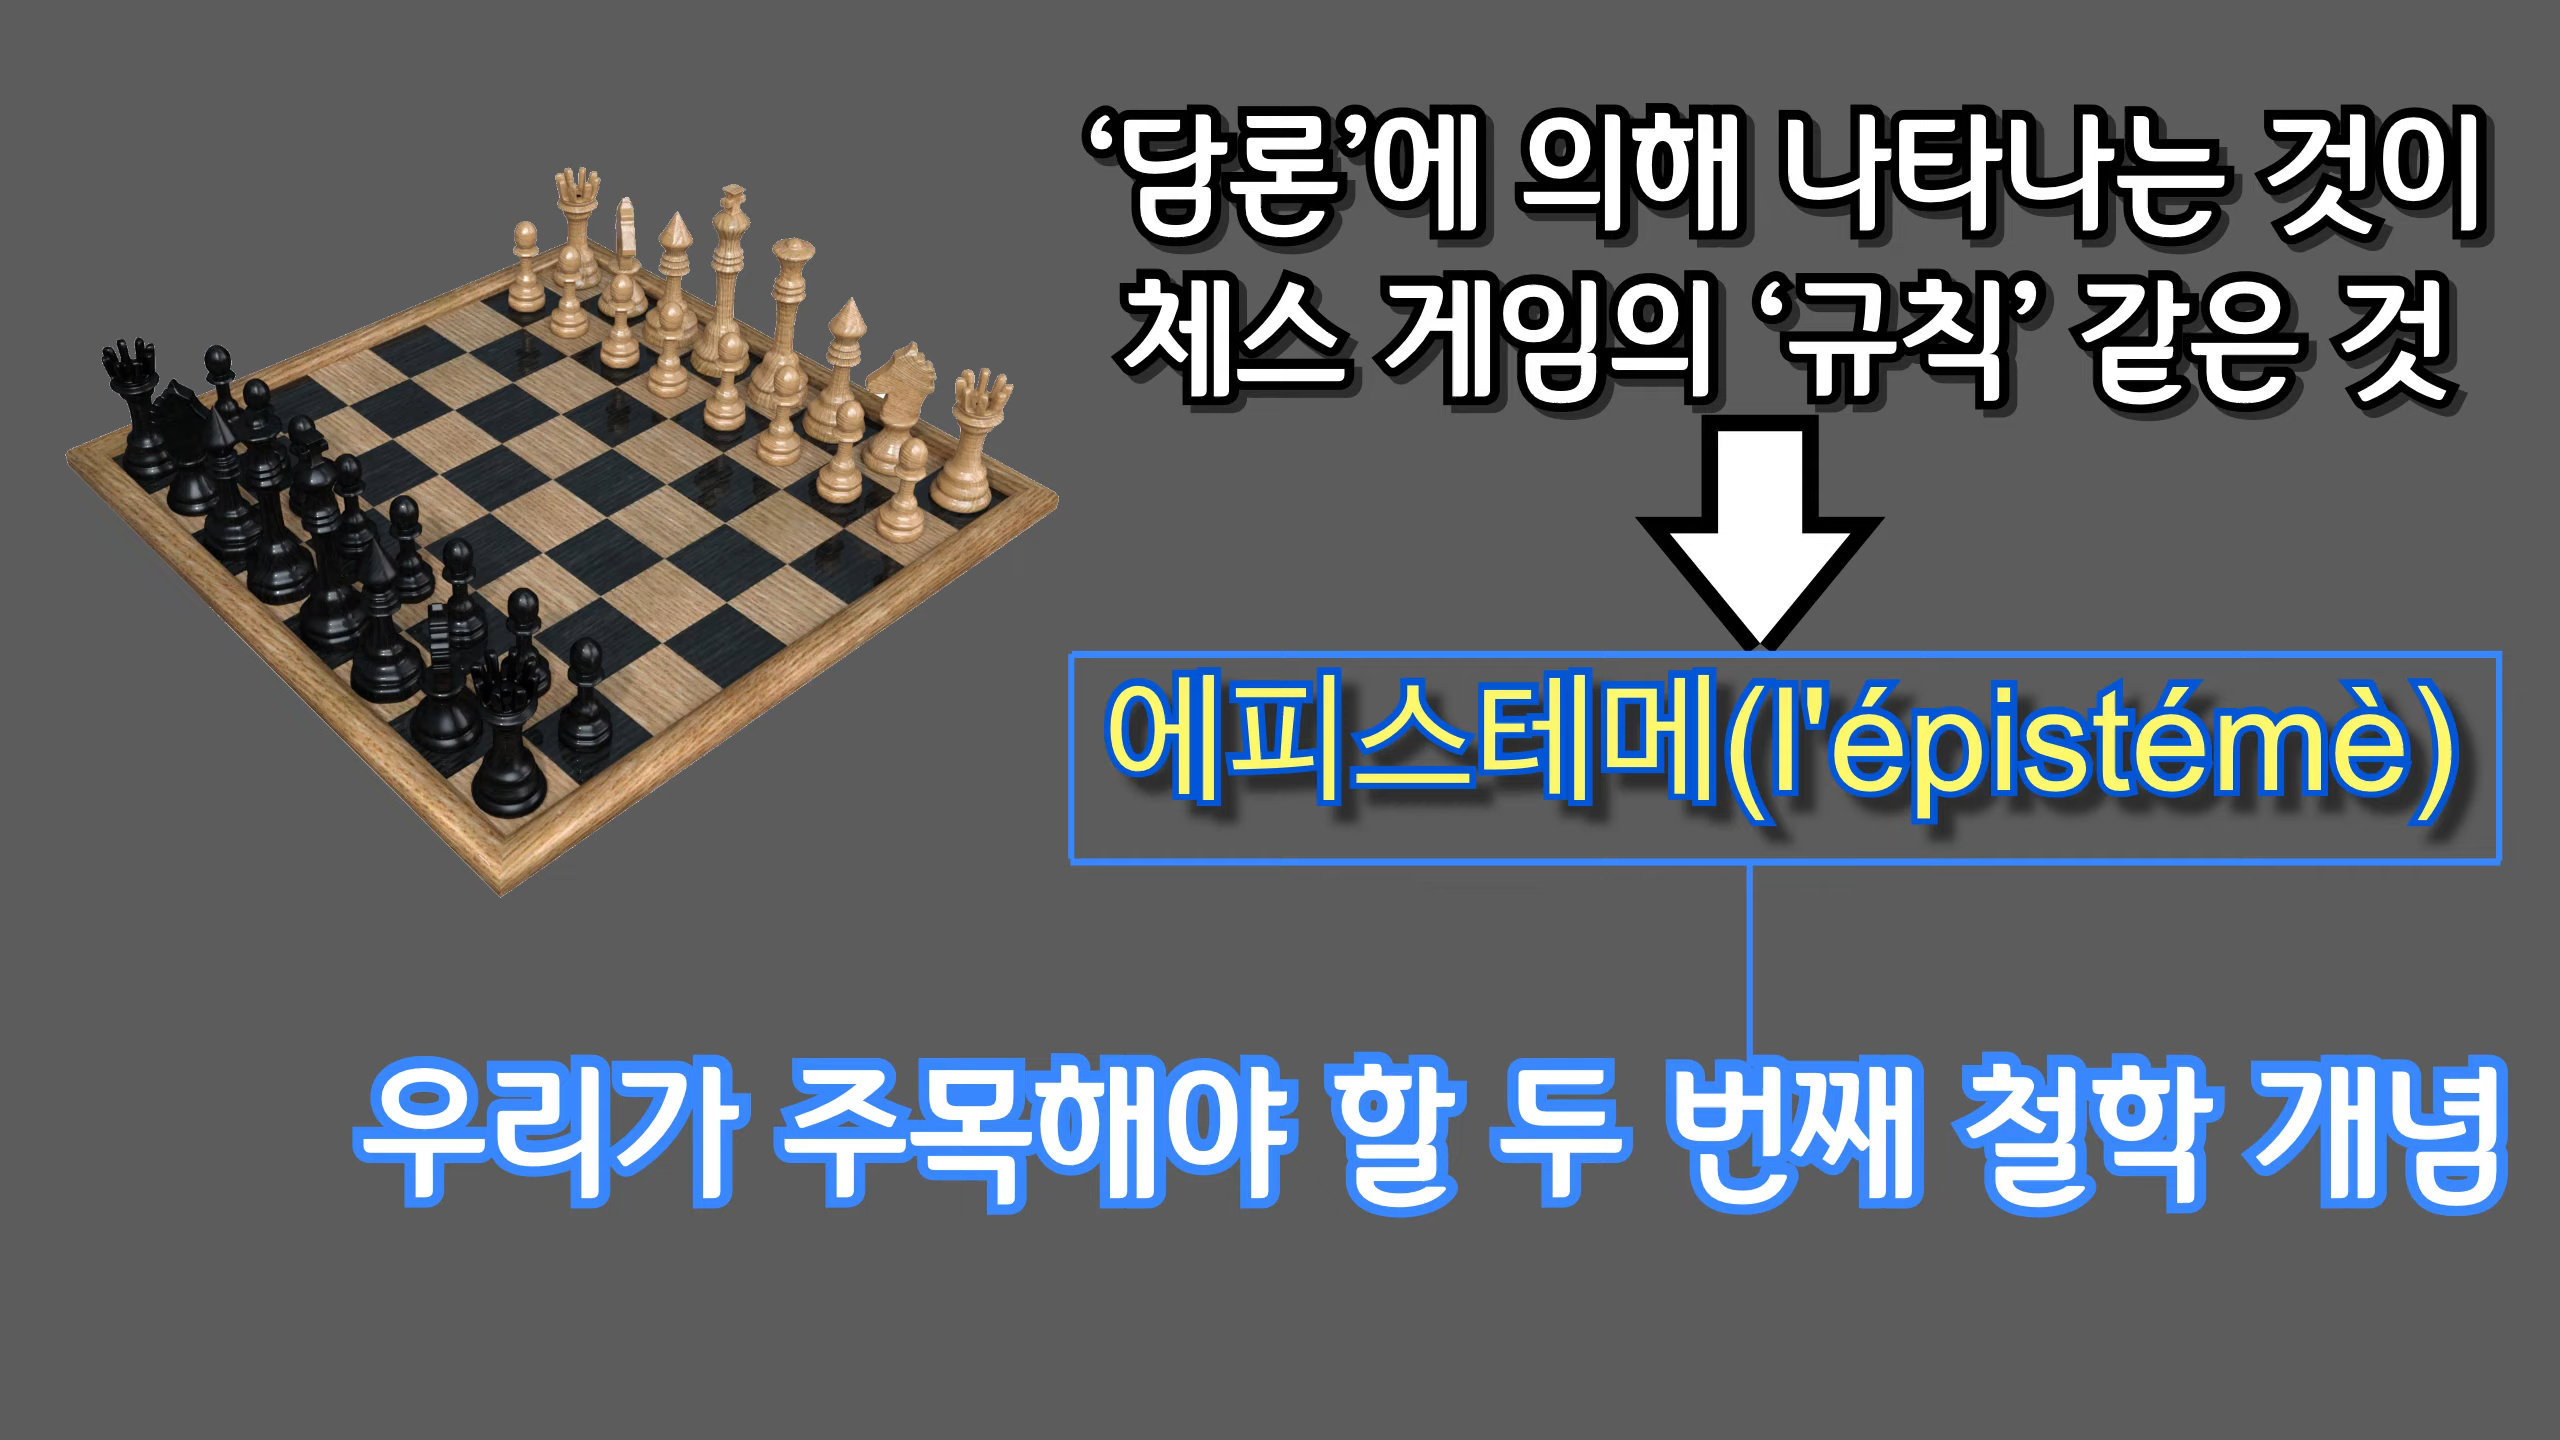 ‘담론’에 의해 나타나는 것이
체스 게임의 ‘규칙’ 같은 것
에피스테메(l'épistémè)
우리가 주목해야 할 두 번째 철학 개념